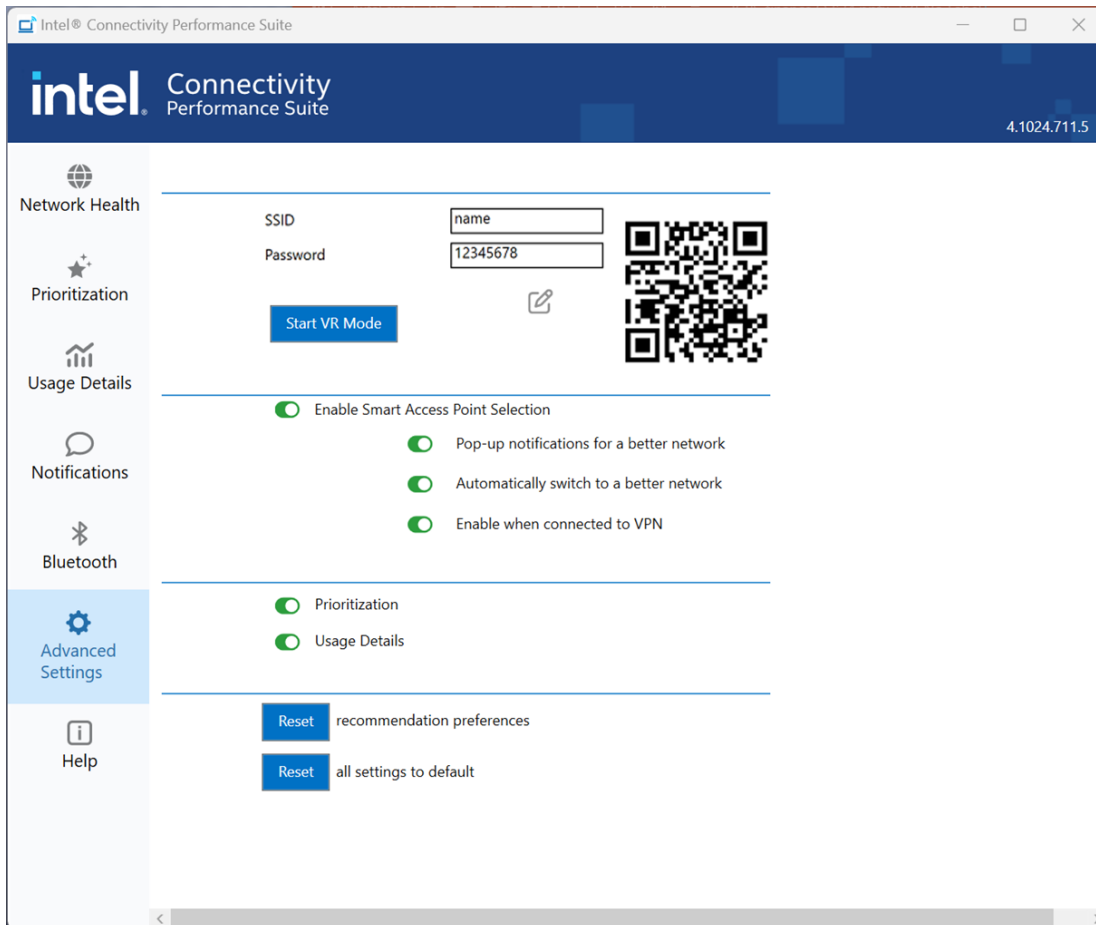 Intel® Connectivity Performance Suite
intel.
Connectivity
Performance Suite
4.1024.711.5
Network Health
Prioritization
Usage Details
Notifications
Bluetooth
Advanced
Settings
Help
SSID
name
Password
12345678
Start VR Mode
Enable Smart Access Point Selection
Pop-up notifications for a better network
Automatically switch to a better network
Enable when connected to VPN
Prioritization
Usage Details
Reset recommendation preferences
Reset all settings to default